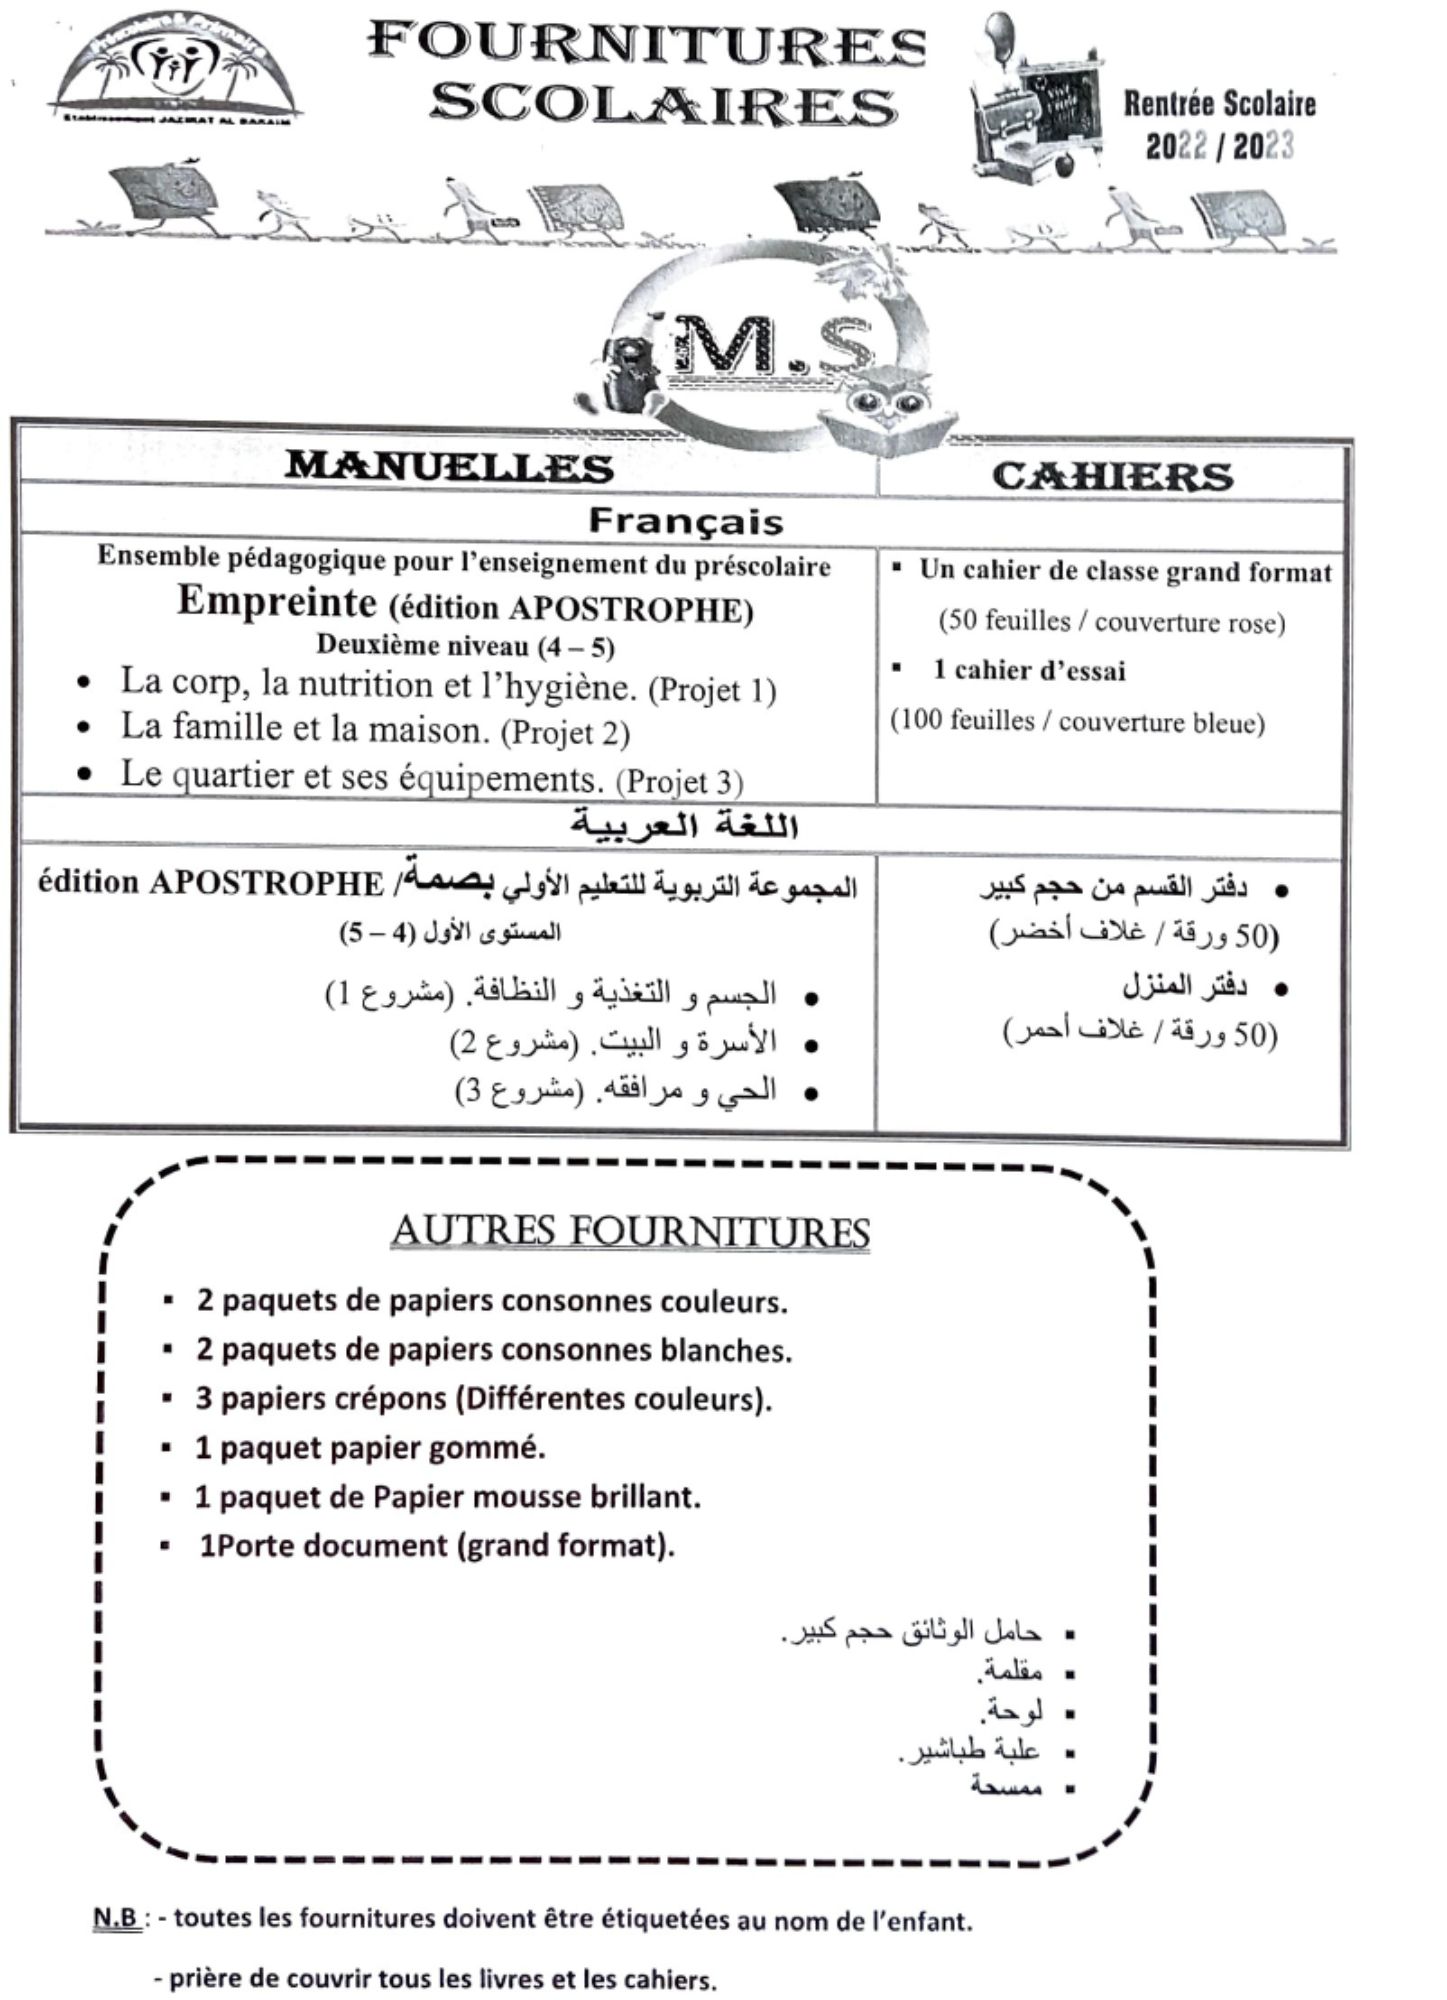 Préscolaire & Primaire
Etablissement JAZIRAT AL BARAIM
FOURNITURES
SCOLAIRES
Rentrée Scolaire
2022 / 2023
M.S
MANUELLES
CAHIERS
Français
Ensemble pédagogique pour l'enseignement du préscolaire
Empreinte (édition APOSTROPHE)
Deuxième niveau (4 – 5)
• La corp, la nutrition et l'hygiène. (Projet 1)
• La famille et la maison. (Projet 2)
• Le quartier et ses équipements. (Projet 3)
▪ Un cahier de classe grand format
(50 feuilles / couverture rose)
▪ 1 cahier d'essai
(100 feuilles / couverture bleue)
اللغة العربية
المجموعة التربوية للتعليم الأولي بصمة/ édition APOSTROPHE
المستوى الأول (4 – 5)
• الجسم و التغذية و النظافة. (مشروع 1)
• الأسرة و البيت. (مشروع 2)
• الحي و مرافقه. (مشروع 3)
• دفتر القسم من حجم كبير
(50 ورقة / غلاف أخضر)
• دفتر المنزل
(50 ورقة / غلاف أحمر)
AUTRES FOURNITURES
▪ 2 paquets de papiers consonnes couleurs.
▪ 2 paquets de papiers consonnes blanches.
▪ 3 papiers crépons (Différentes couleurs).
▪ 1 paquet papier gommé.
▪ 1 paquet de Papier mousse brillant.
▪ 1Porte document (grand format).
▪ حامل الوثائق حجم كبير.
▪ مقلمة.
▪ لوحة.
▪ علبة طباشير.
▪ ممسحة
N.B : - toutes les fournitures doivent être étiquetées au nom de l'enfant.
- prière de couvrir tous les livres et les cahiers.